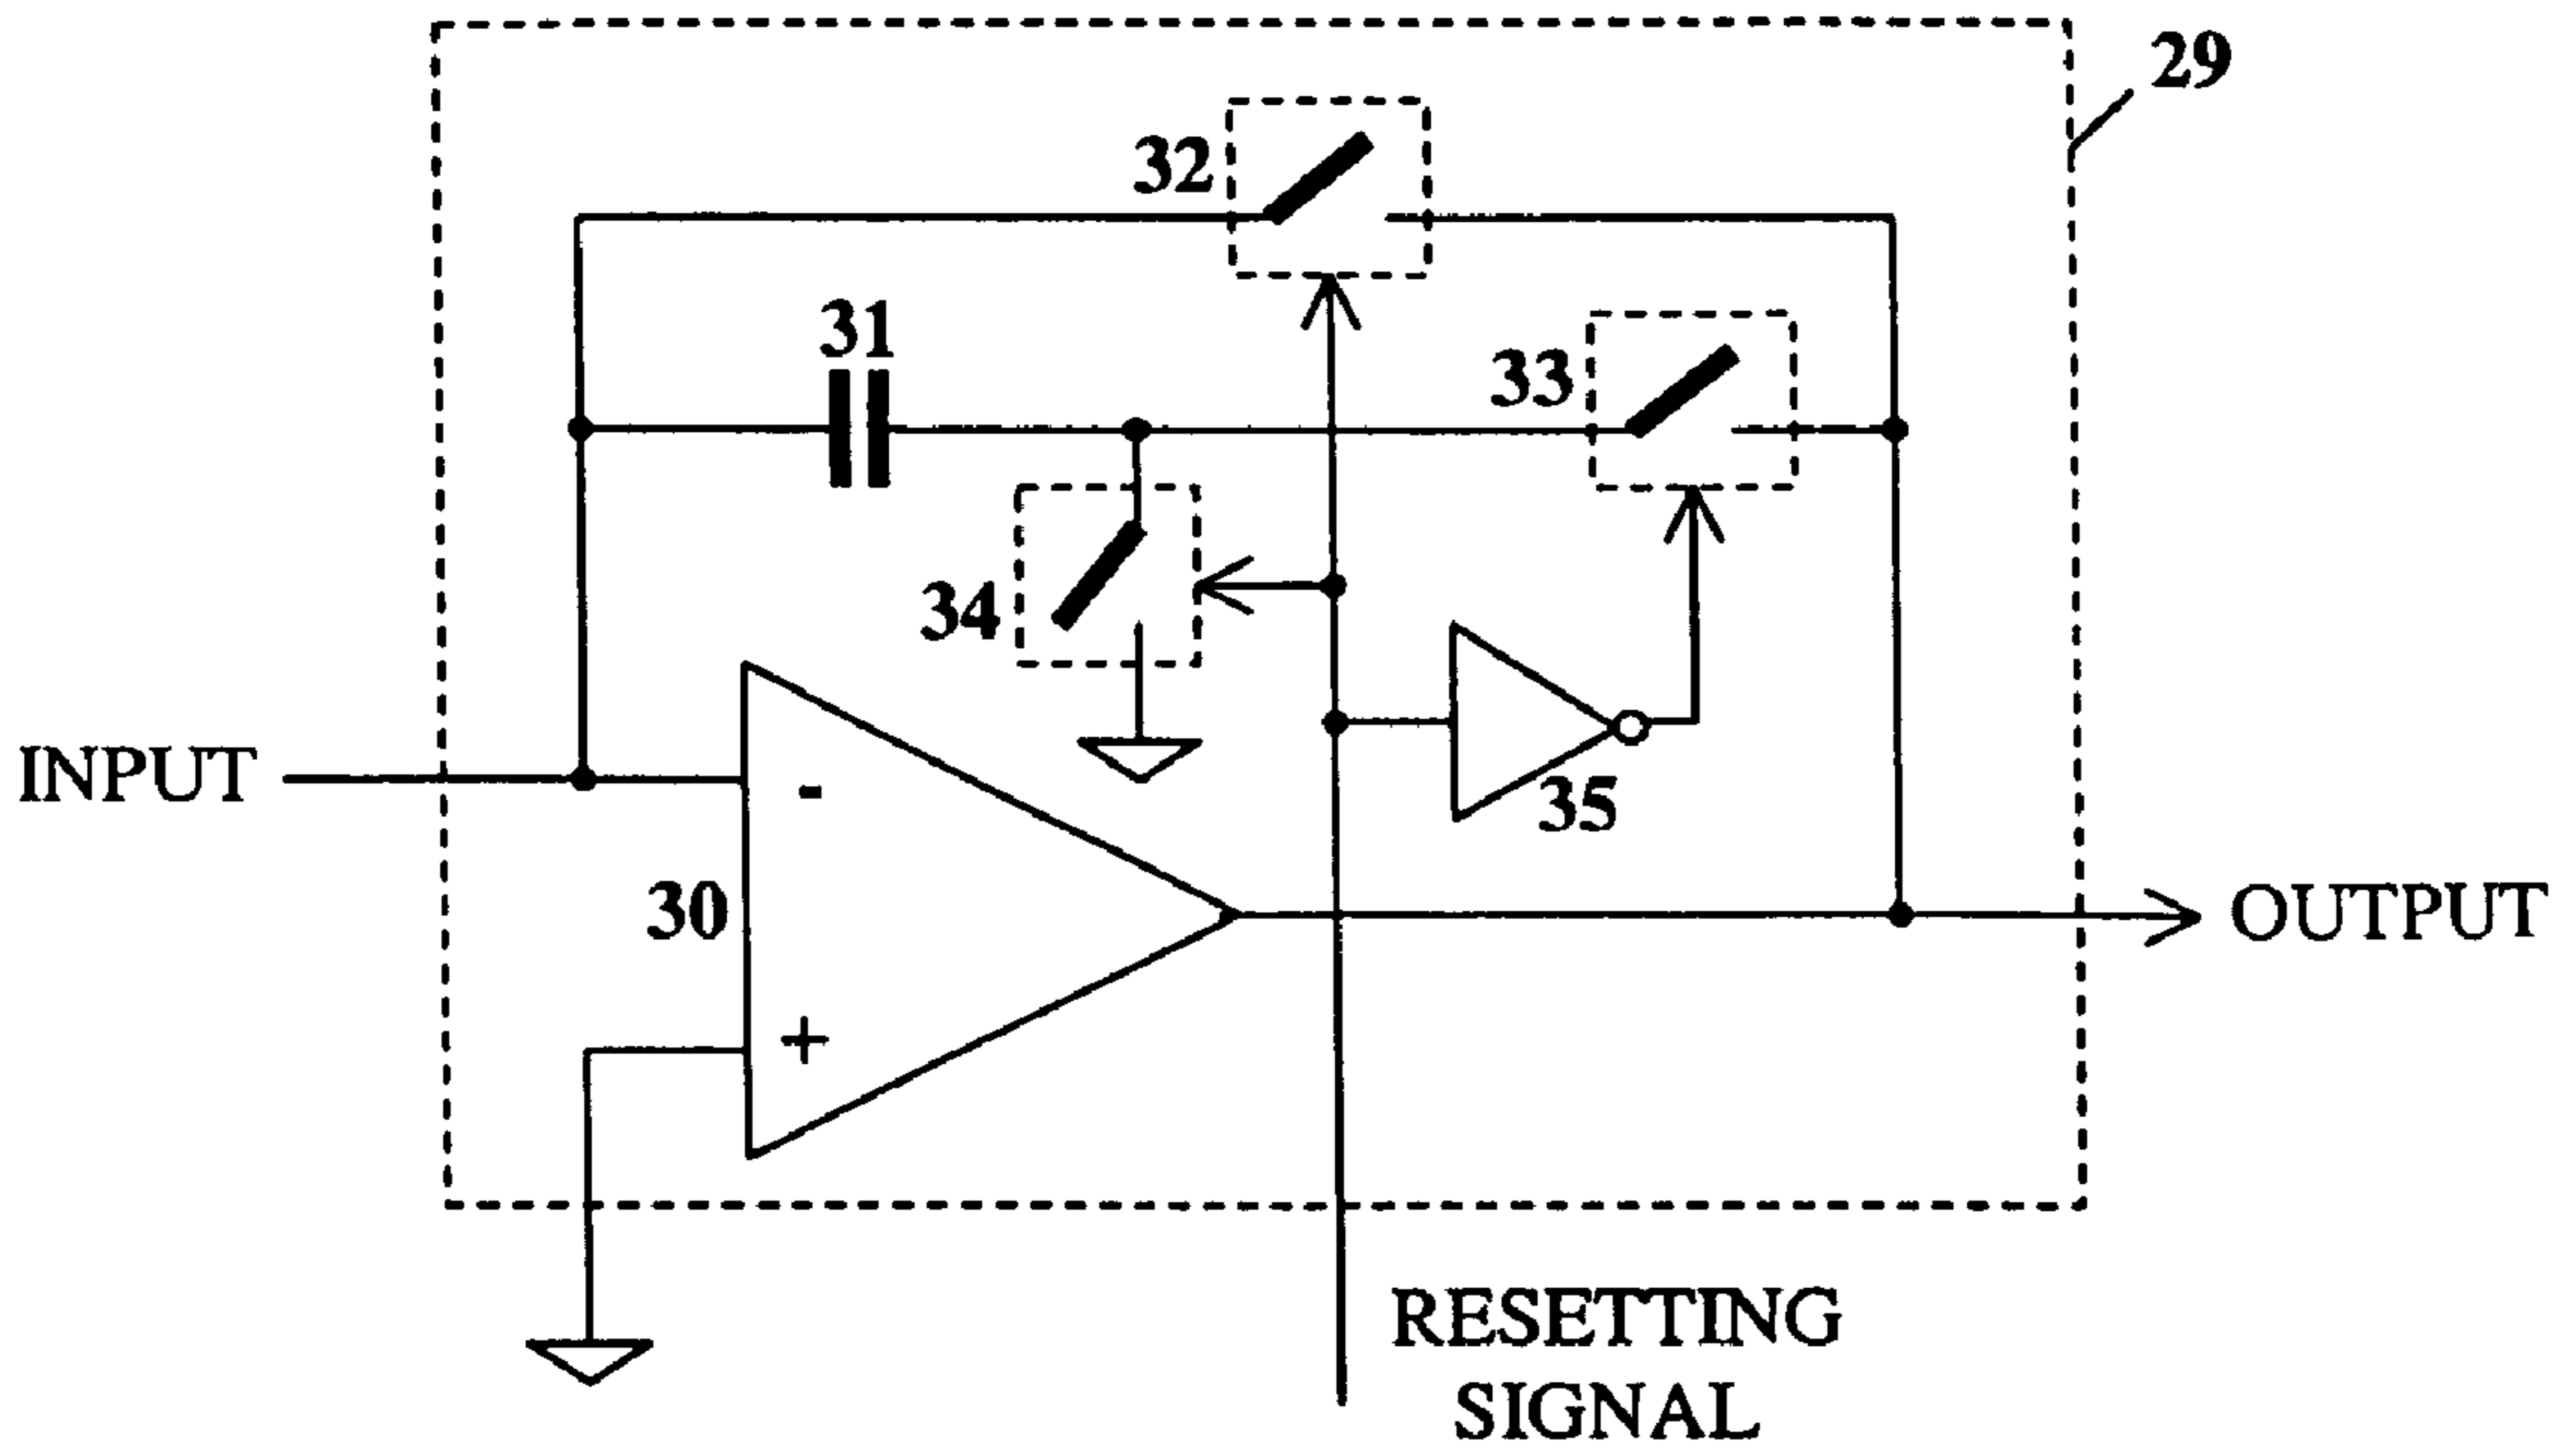 29
32
31
33
34
35
INPUT
-
30
OUTPUT
+
RESETTING
SIGNAL